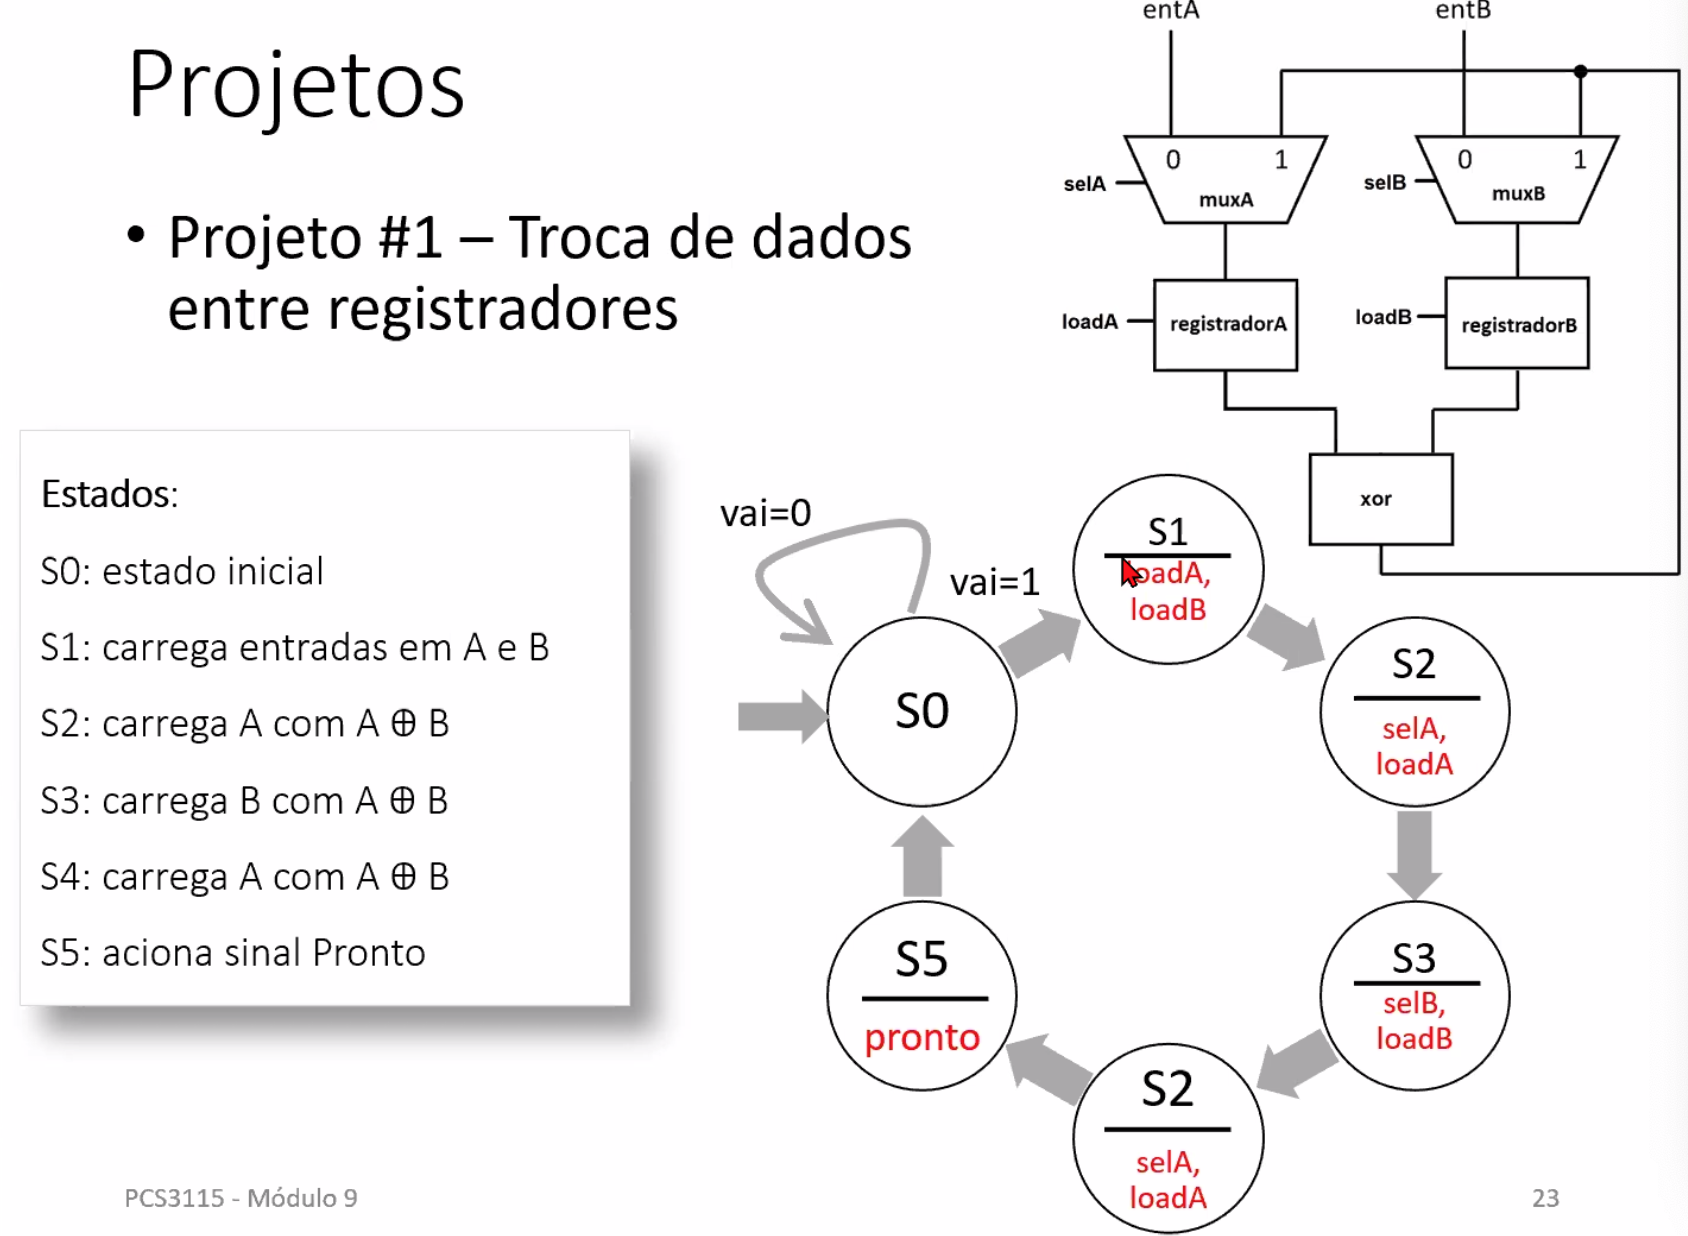 Projetos
• Projeto #1 – Troca de dados
entre registradores
entA
entB
0
1
selA
muxA
0
1
selB
muxB
loadA
registradorA
loadB
registradorB
xor
Estados:
S0: estado inicial
S1: carrega entradas em A e B
S2: carrega A com A ⊕ B
S3: carrega B com A ⊕ B
S4: carrega A com A ⊕ B
S5: aciona sinal Pronto
vai=0
vai=1
S0
S1
loadA,
loadB
S2
selA,
loadA
S3
selB,
loadB
S2
selA,
loadA
S5
pronto
PCS3115 - Módulo 9
23